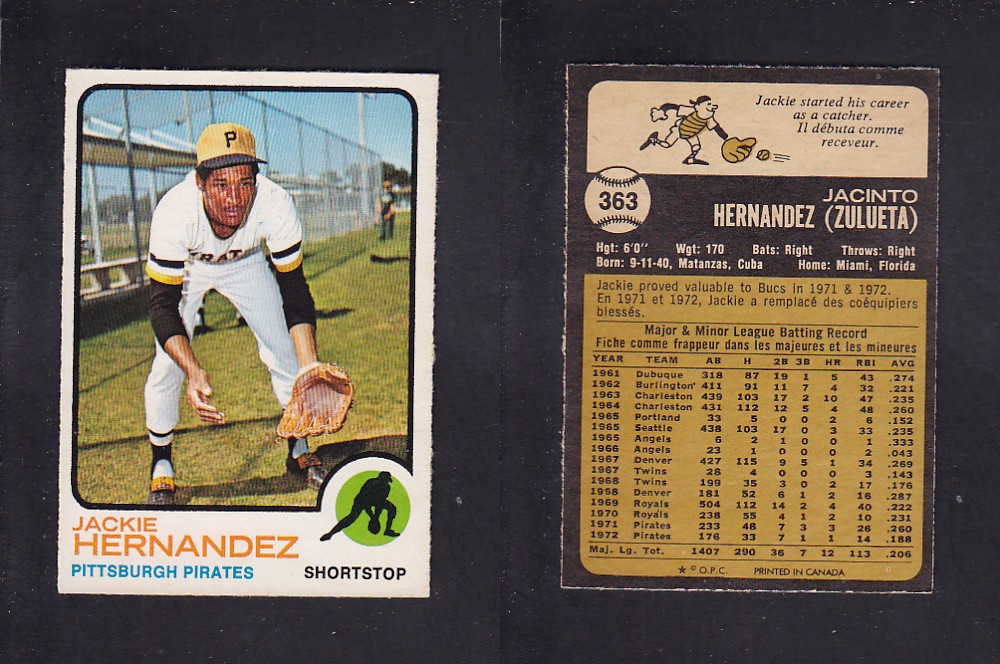 P
PIRAT
JACKIE
HERNANDEZ
PITTSBURGH PIRATES
SHORTSTOP
Jackie started his career
as a catcher.
Il débuta comme
receveur.
363
JACINTO
HERNANDEZ (ZULUETA)
Hgt: 6'0" Wgt: 170 Bats: Right Throws: Right
Born: 9-11-40, Matanzas, Cuba Home: Miami, Florida
Jackie proved valuable to Bucs in 1971 & 1972.
En 1971 et 1972, Jackie a remplacé des coéquipiers
blessés.
Major & Minor League Batting Record
Fiche comme frappeur dans les majeures et les mineures
YEAR TEAM AB H 2B 3B HR RBI AVG
1961 Dubuque 318 87 19 1 5 43 .274
1962 Burlington 411 91 11 7 4 32 .221
1963 Charleston 439 103 17 2 10 47 .235
1964 Charleston 431 112 12 5 4 48 .260
1965 Portland 33 5 0 0 2 6 .152
1965 Seattle 438 103 17 0 3 33 .235
1965 Angels 6 2 1 0 0 1 .333
1966 Angels 23 1 0 0 0 2 .043
1967 Denver 427 115 9 5 1 34 .269
1967 Twins 28 4 0 0 0 3 .143
1968 Twins 199 35 3 0 2 17 .176
1968 Denver 181 52 6 1 2 16 .287
1969 Royals 504 112 14 2 4 40 .222
1970 Royals 238 55 4 1 2 10 .231
1971 Pirates 233 48 7 3 3 26 .260
1972 Pirates 176 33 7 1 1 14 .188
Maj. Lg. Tot. 1407 290 36 7 12 113 .206
★ © O.P.C. PRINTED IN CANADA